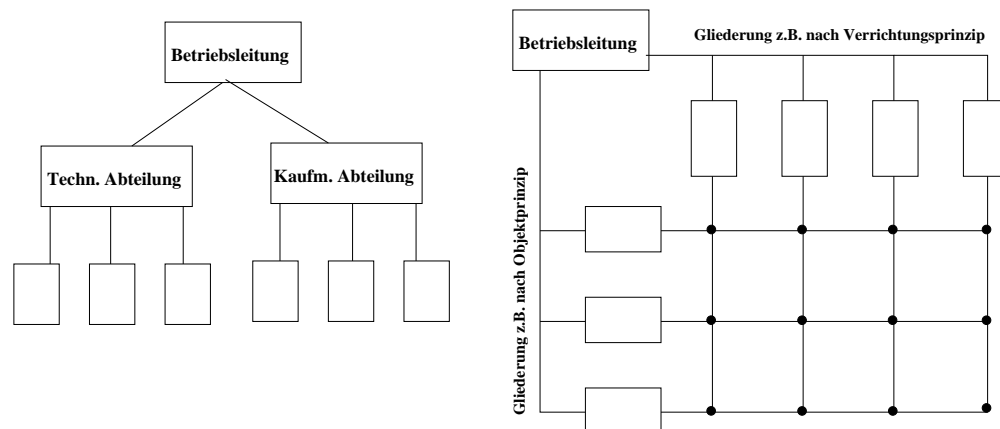 Betriebsleitung
Techn. Abteilung
Kaufm. Abteilung
Betriebsleitung
Gliederung z.B. nach Verrichtungsprinzip
Gliederung z.B. nach Objektprinzip